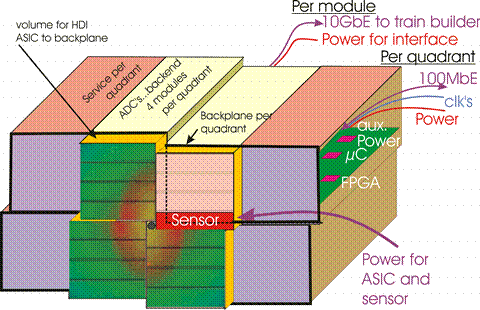 volume for HDI
ASIC to backplane
Per module
10GbE to train builder
Power for interface
Per quadrant
100MbE
clk's
Power
Service per
quadrant
ADC's.. backend
4 modules
per quadrant
Backplane per
quadrant
aux.
Power
µC
FPGA
Sensor
Power for
ASIC and
sensor